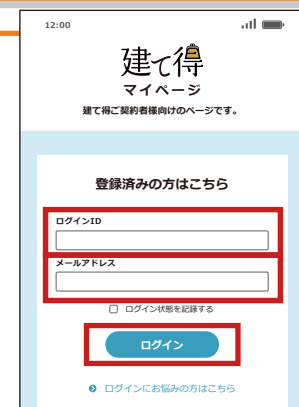 12:00
建て得
マイページ
建て得ご契約者様向けのページです。
登録済みの方はこちら
ログインID
メールアドレス
ログイン状態を記録する
ログイン
ログインにお悩みの方はこちら